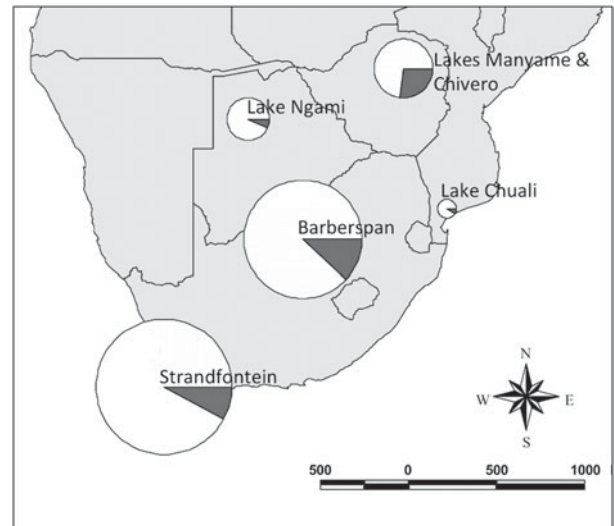 Lakes Manyame &
Chivero
Lake Ngami
Lake Chuali
Barberspan
Strandfontein
N
W E
S
500 0 500 1000